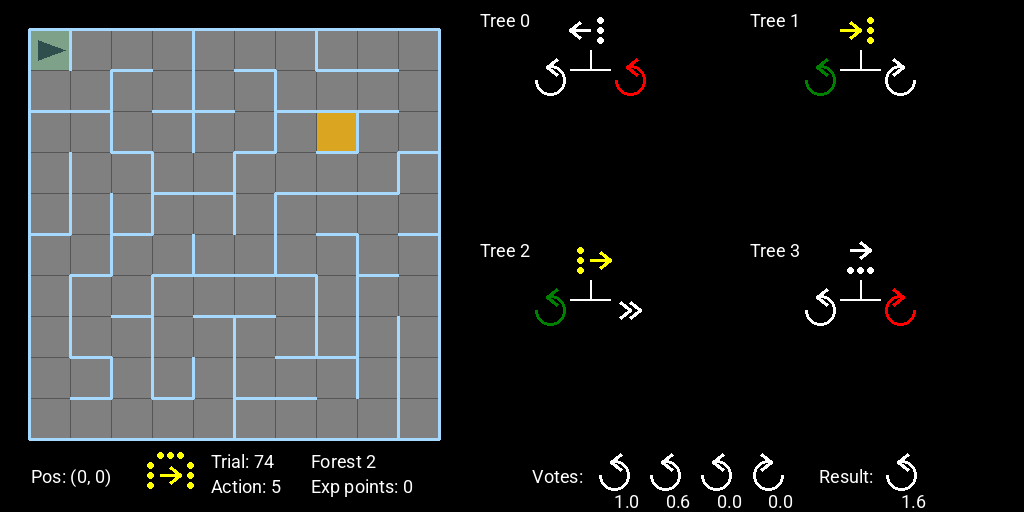 Tree 0
Tree 1
Tree 2
Tree 3
Pos: (0, 0)
Trial: 74
Forest 2
Action: 5
Exp points: 0
Votes:
1.0
0.6
0.0
0.0
Result:
1.6